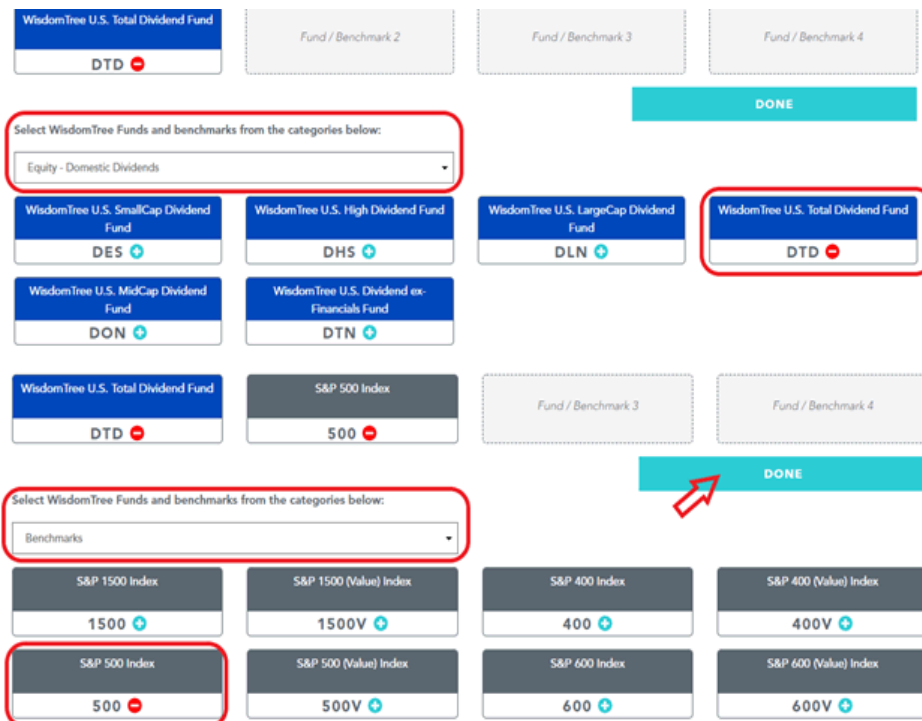 WisdomTree U.S. Total Dividend Fund
DTD
Fund / Benchmark 2
Fund / Benchmark 3
Fund / Benchmark 4
DONE
Select WisdomTree Funds and benchmarks from the categories below:
Equity - Domestic Dividends
WisdomTree U.S. SmallCap Dividend
Fund
DES
WisdomTree U.S. High Dividend Fund
DHS
WisdomTree U.S. LargeCap Dividend
Fund
DLN
WisdomTree U.S. Total Dividend Fund
DTD
WisdomTree U.S. MidCap Dividend
Fund
DON
WisdomTree U.S. Dividend ex-
Financials Fund
DTN
WisdomTree U.S. Total Dividend Fund
DTD
S&P 500 Index
500
Fund / Benchmark 3
Fund / Benchmark 4
DONE
Select WisdomTree Funds and benchmarks from the categories below:
Benchmarks
S&P 1500 Index
1500
S&P 1500 (Value) Index
1500V
S&P 400 Index
400
S&P 400 (Value) Index
400V
S&P 500 Index
500
S&P 500 (Value) Index
500V
S&P 600 Index
600
S&P 600 (Value) Index
600V